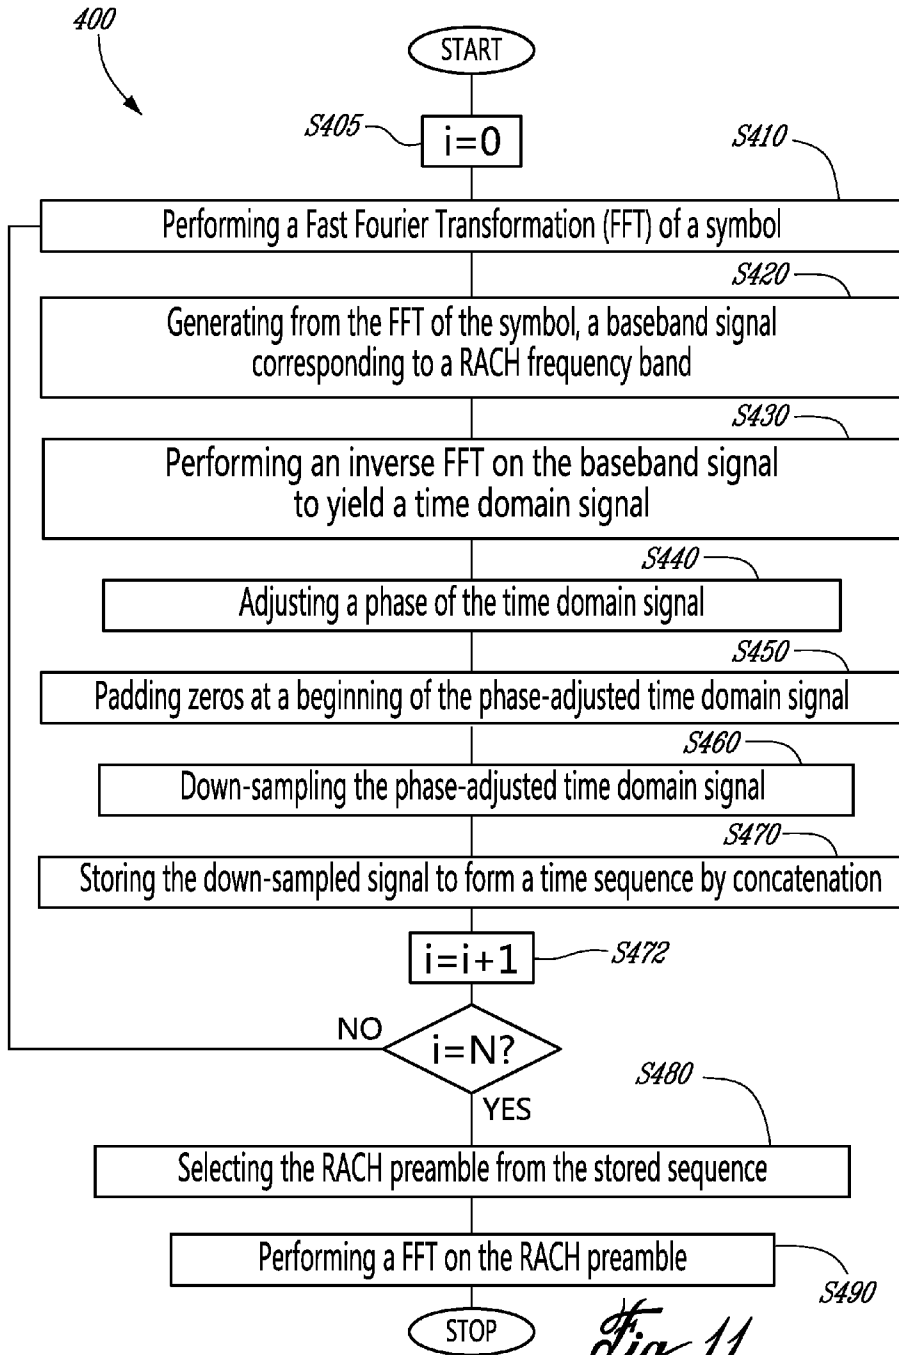 400
START
S405
i=0
S410
Performing a Fast Fourier Transformation (FFT) of a symbol
S420
Generating from the FFT of the symbol, a baseband signal
corresponding to a RACH frequency band
S430
Performing an inverse FFT on the baseband signal
to yield a time domain signal
S440
Adjusting a phase of the time domain signal
S450
Padding zeros at a beginning of the phase-adjusted time domain signal
S460
Down-sampling the phase-adjusted time domain signal
S470
Storing the down-sampled signal to form a time sequence by concatenation
i=i+1
S472
NO
i=N?
YES
S480
Selecting the RACH preamble from the stored sequence
Performing a FFT on the RACH preamble
S490
STOP
Fig. 11